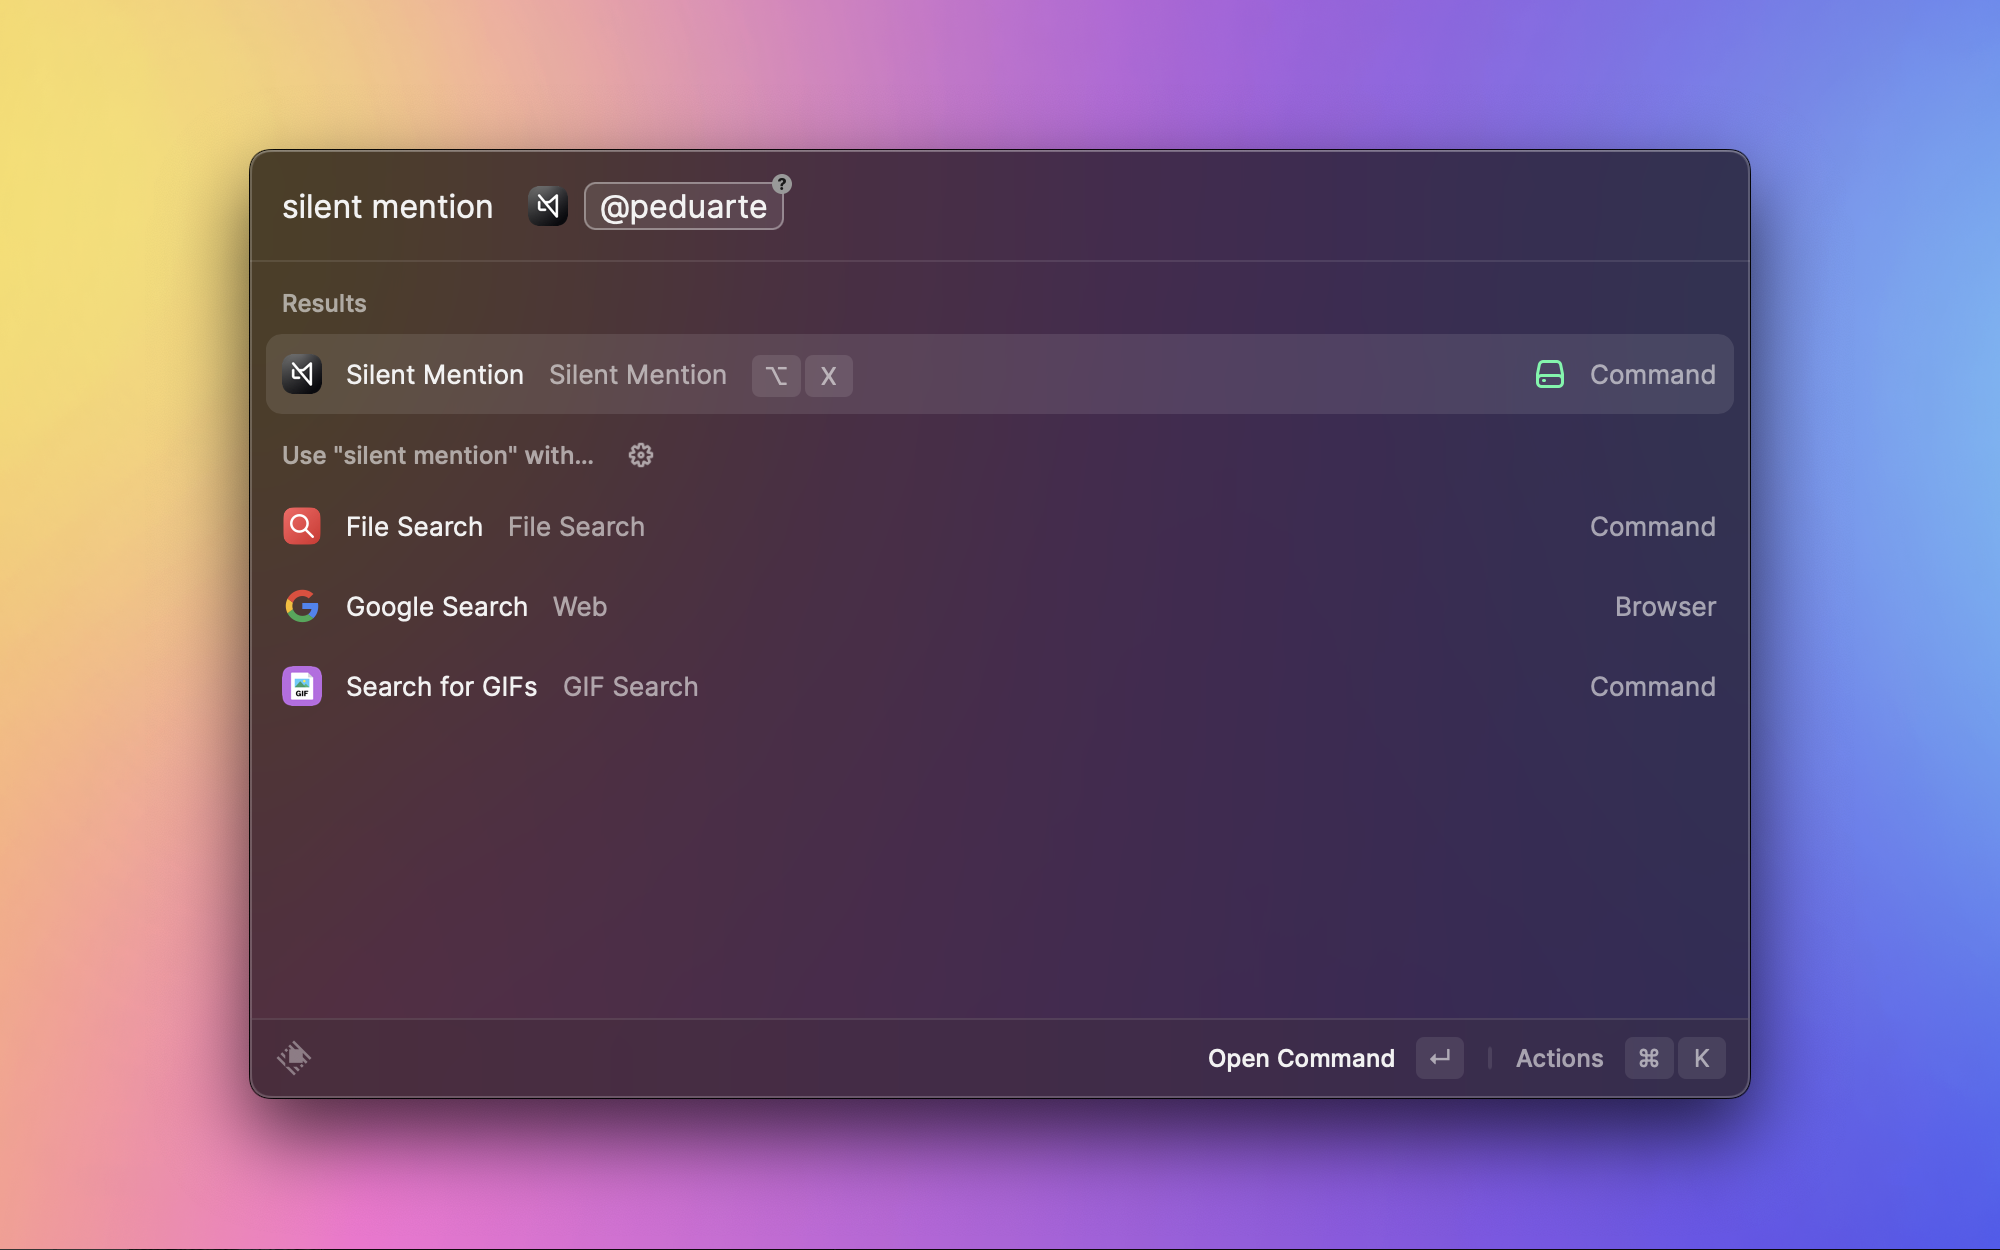 silent mention @peduarte ?
Results
Silent Mention Silent Mention ⌥ X Command
Use "silent mention" with...
File Search File Search Command
Google Search Web Browser
GIF Search for GIFs GIF Search Command
Open Command ↵ Actions ⌘ K